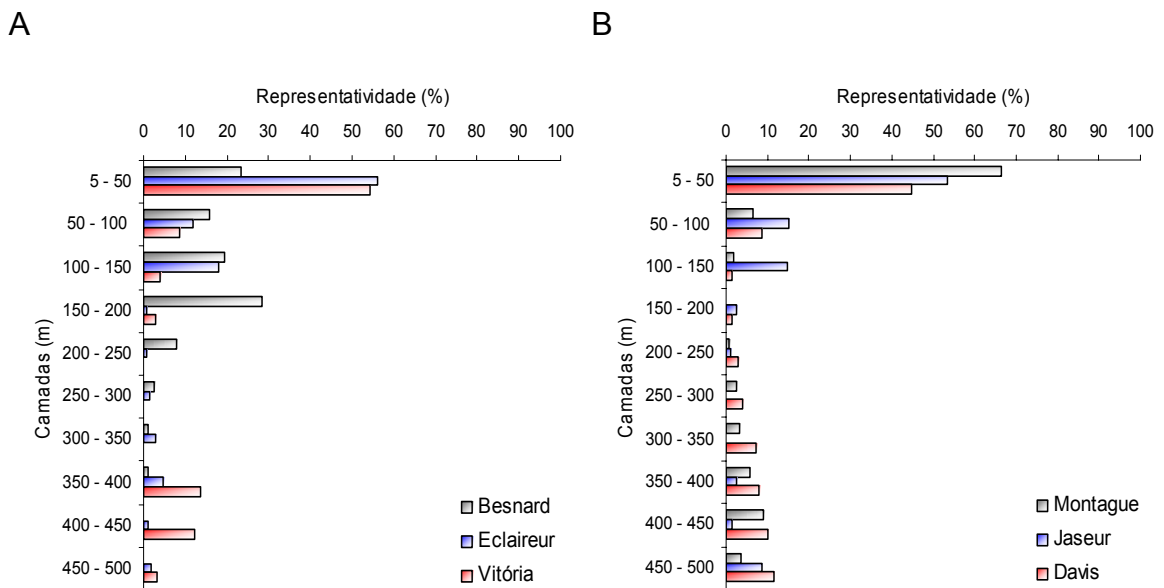 A
Representatividade (%)
0 10 20 30 40 50 60 70 80 90 100
Camadas (m)
5 - 50
50 - 100
100 - 150
150 - 200
200 - 250
250 - 300
300 - 350
350 - 400
400 - 450
450 - 500
Besnard
Eclaireur
Vitória
B
Representatividade (%)
0 10 20 30 40 50 60 70 80 90 100
Camadas (m)
5 - 50
50 - 100
100 - 150
150 - 200
200 - 250
250 - 300
300 - 350
350 - 400
400 - 450
450 - 500
Montague
Jaseur
Davis